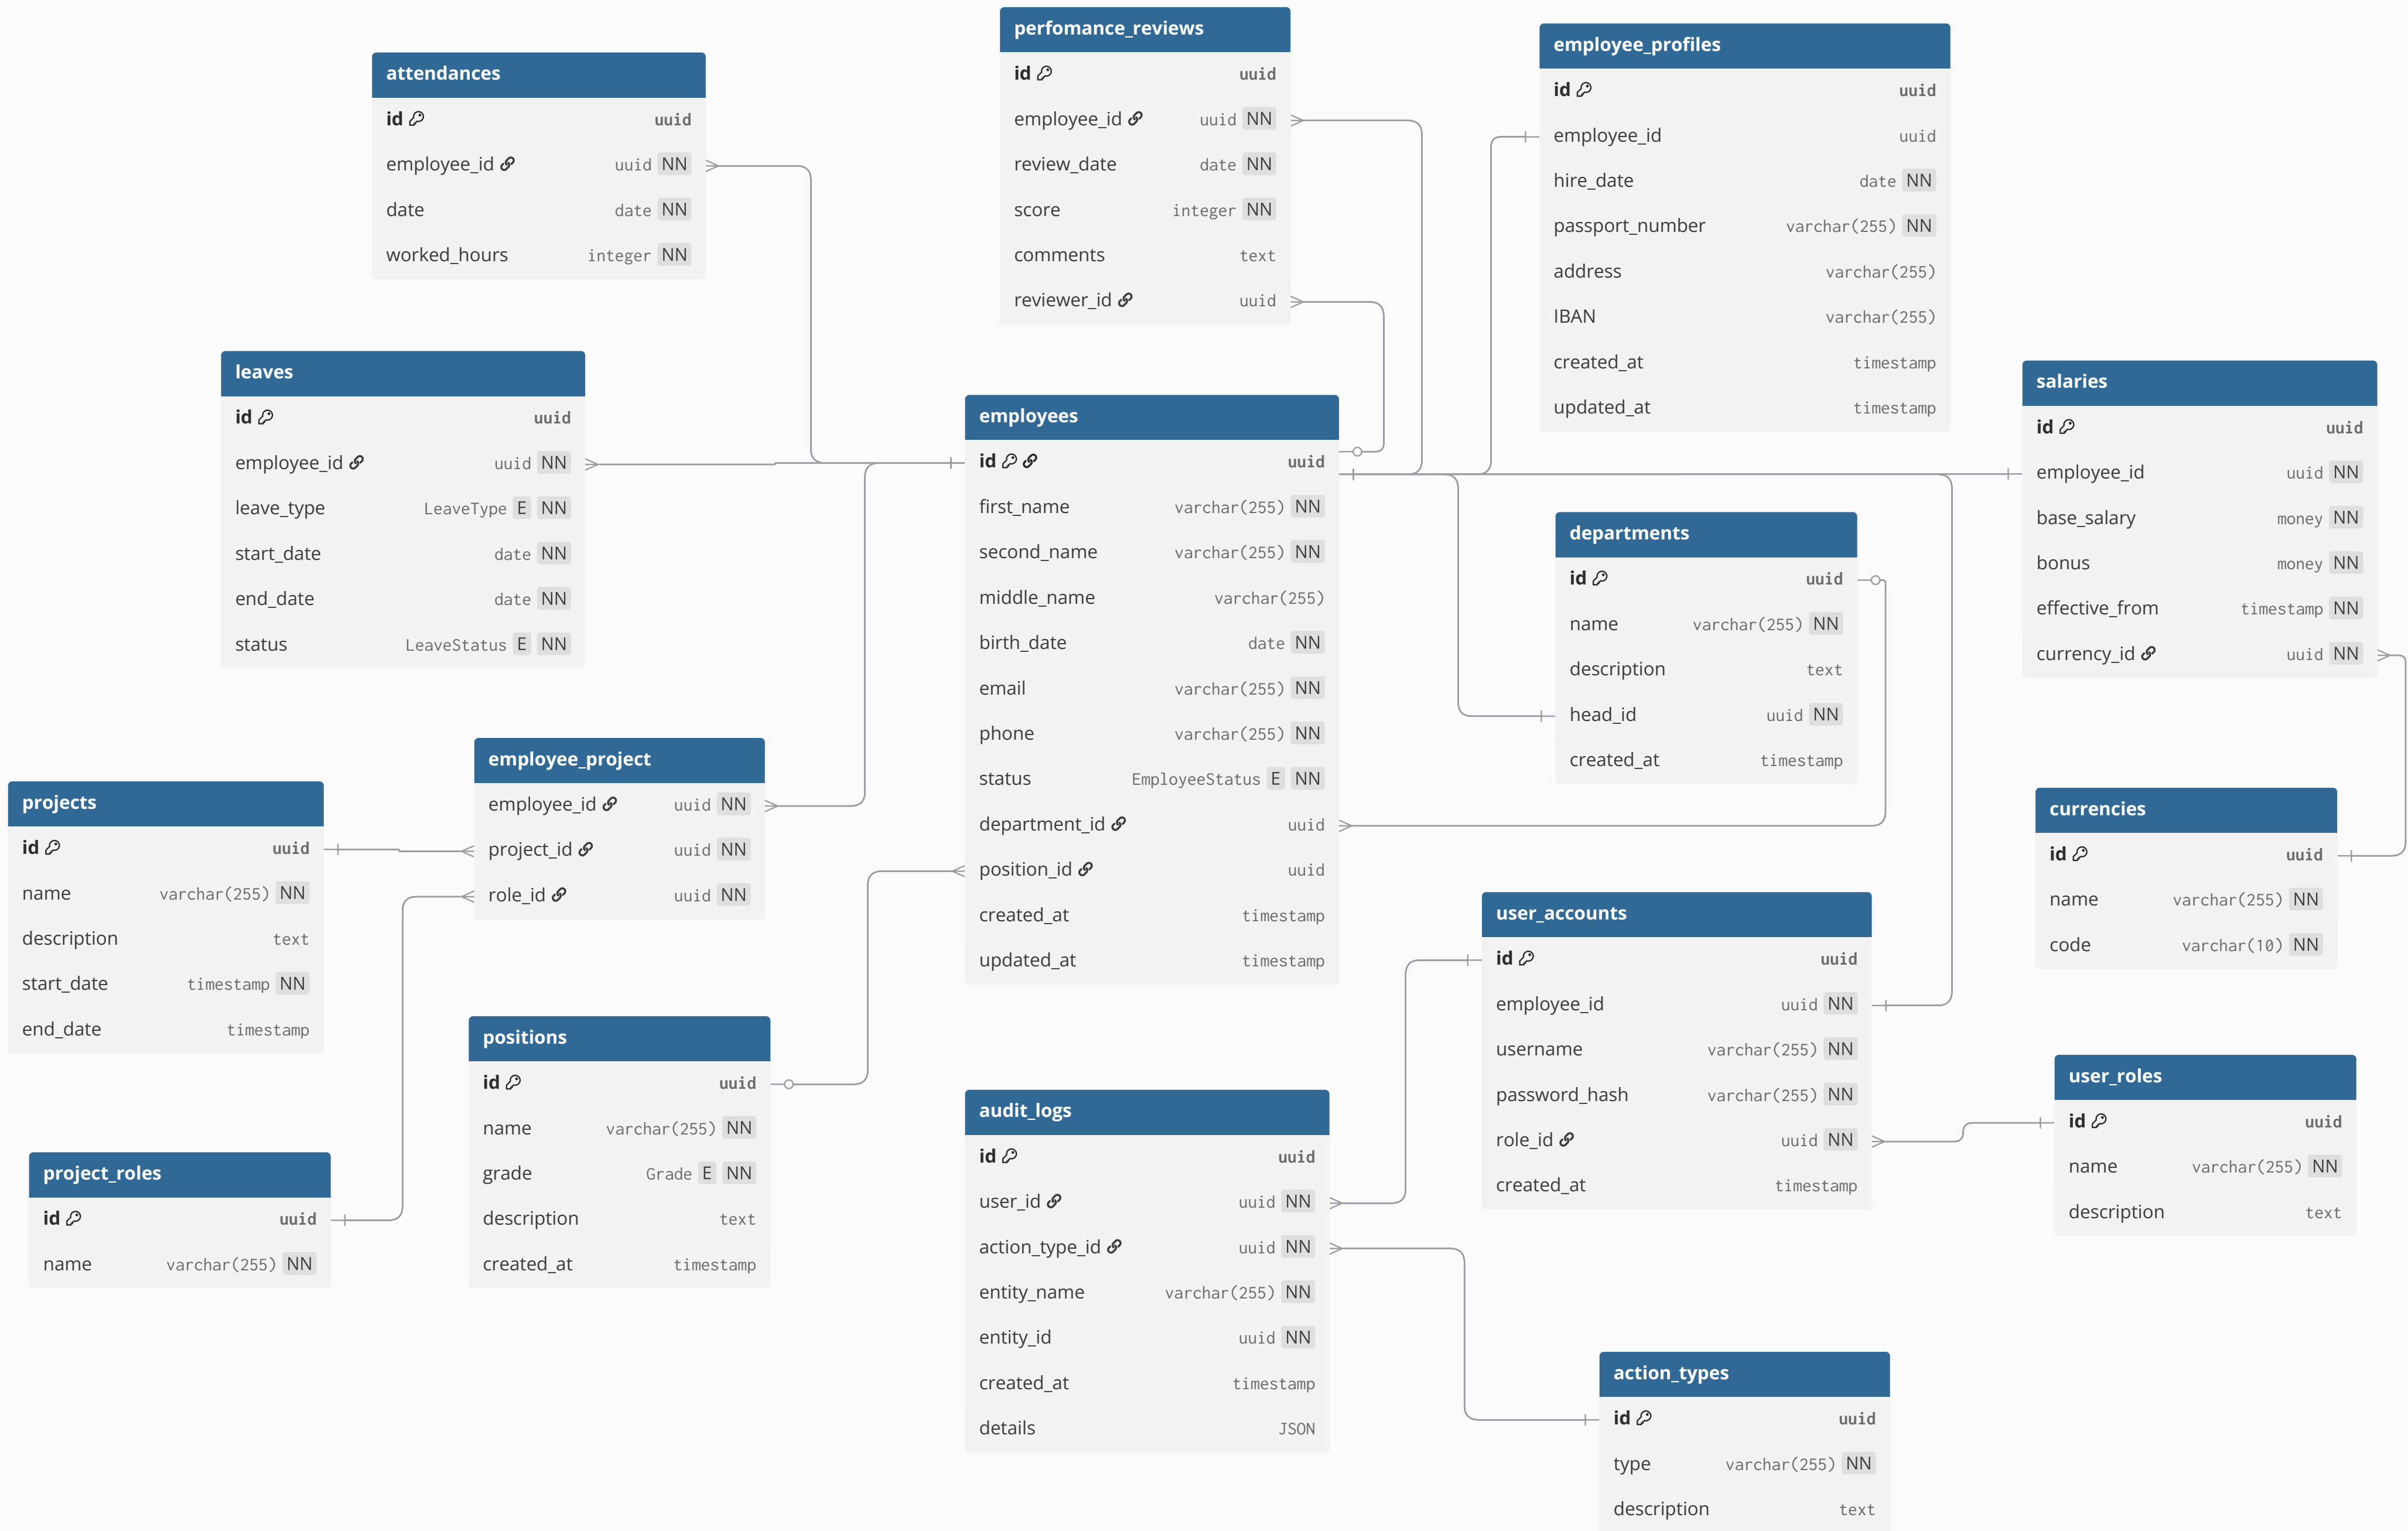 perfomance_reviews
id uuid
employee_id uuid NN
review_date date NN
score integer NN
comments text
reviewer_id uuid
employee_profiles
id uuid
employee_id uuid
hire_date date NN
passport_number varchar(255) NN
address varchar(255)
IBAN varchar(255)
created_at timestamp
updated_at timestamp
attendances
id uuid
employee_id uuid NN
date date NN
worked_hours integer NN
leaves
id uuid
employee_id uuid NN
leave_type LeaveType E NN
start_date date NN
end_date date NN
status LeaveStatus E NN
employees
id uuid
first_name varchar(255) NN
second_name varchar(255) NN
middle_name varchar(255)
birth_date date NN
email varchar(255) NN
phone varchar(255) NN
status EmployeeStatus E NN
department_id uuid
position_id uuid
created_at timestamp
updated_at timestamp
salaries
id uuid
employee_id uuid NN
base_salary money NN
bonus money NN
effective_from timestamp NN
currency_id uuid NN
departments
id uuid
name varchar(255) NN
description text
head_id uuid NN
created_at timestamp
employee_project
employee_id uuid NN
project_id uuid NN
role_id uuid NN
projects
id uuid
name varchar(255) NN
description text
start_date timestamp NN
end_date timestamp
currencies
id uuid
name varchar(255) NN
code varchar(10) NN
user_accounts
id uuid
employee_id uuid NN
username varchar(255) NN
password_hash varchar(255) NN
role_id uuid NN
created_at timestamp
positions
id uuid
name varchar(255) NN
grade Grade E NN
description text
created_at timestamp
user_roles
id uuid
name varchar(255) NN
description text
audit_logs
id uuid
user_id uuid NN
action_type_id uuid NN
entity_name varchar(255) NN
entity_id uuid NN
created_at timestamp
details JSON
project_roles
id uuid
name varchar(255) NN
action_types
id uuid
type varchar(255) NN
description text